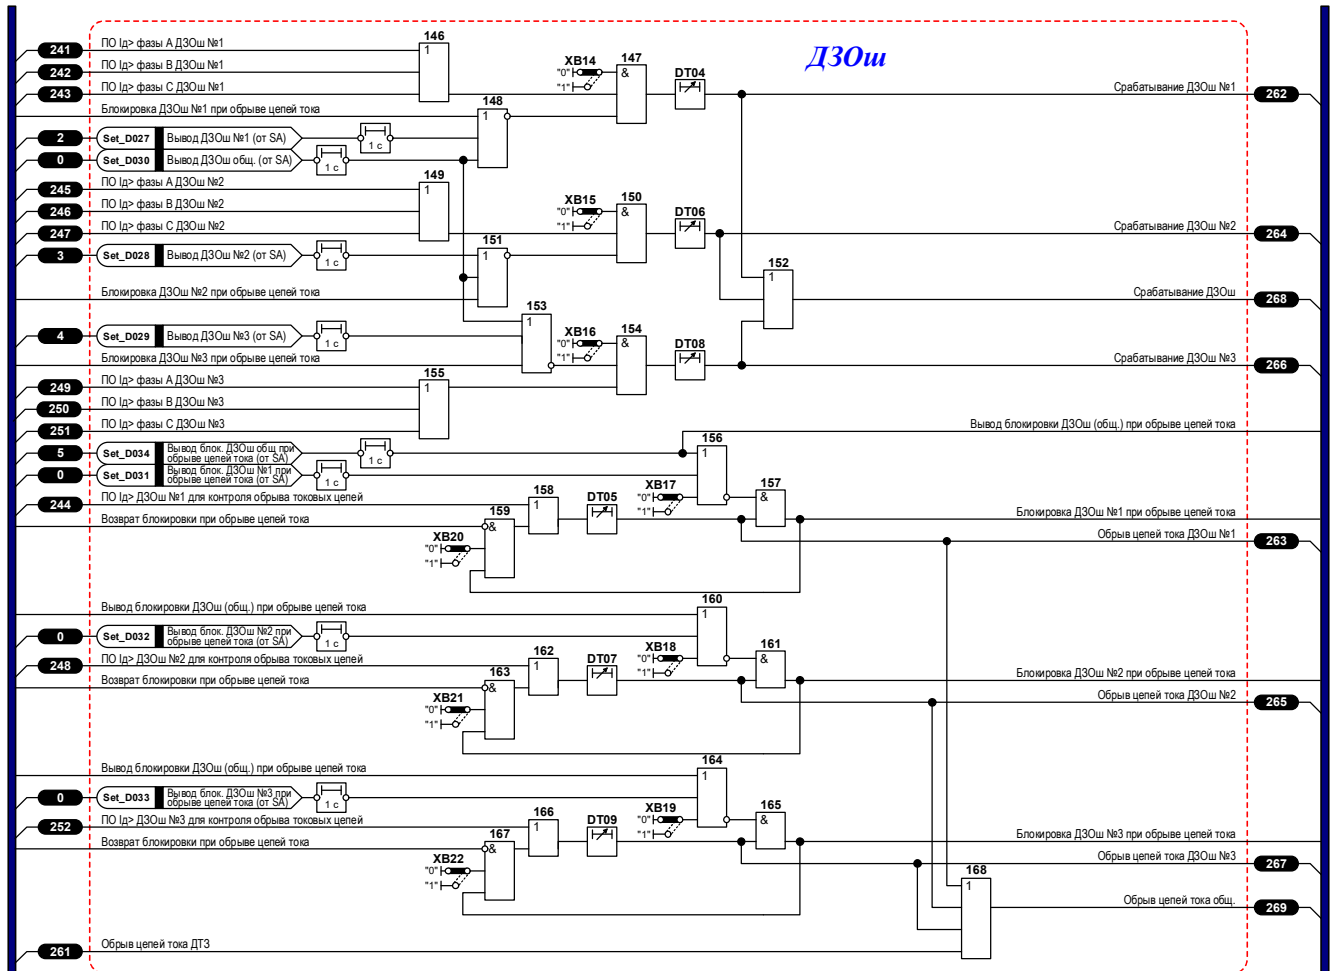 ДЗОш
241 ПО Iд> фазы А ДЗОш №1
242 ПО Iд> фазы В ДЗОш №1
243 ПО Iд> фазы С ДЗОш №1
146 1
XB14 "0" "1"
147 &
DT04
Срабатывание ДЗОш №1 262
Блокировка ДЗОш №1 при обрыве цепей тока
148 1
2 Set_D027 Вывод ДЗОш №1 (от SA) 1 с
0 Set_D030 Вывод ДЗОш общ. (от SA) 1 с
245 ПО Iд> фазы А ДЗОш №2
246 ПО Iд> фазы В ДЗОш №2
247 ПО Iд> фазы С ДЗОш №2
149 1
XB15 "0" "1"
150 &
DT06
Срабатывание ДЗОш №2 264
3 Set_D028 Вывод ДЗОш №2 (от SA) 1 с
151 1
152 1
Блокировка ДЗОш №2 при обрыве цепей тока
Срабатывание ДЗОш 268
153 1
4 Set_D029 Вывод ДЗОш №3 (от SA) 1 с
XB16 "0" "1"
154 &
DT08
Блокировка ДЗОш №3 при обрыве цепей тока
Срабатывание ДЗОш №3 266
249 ПО Iд> фазы А ДЗОш №3
250 ПО Iд> фазы В ДЗОш №3
251 ПО Iд> фазы С ДЗОш №3
155 1
Вывод блокировки ДЗОш (общ.) при обрыве цепей тока
5 Set_D034 Вывод блок. ДЗОш общ при
обрыве цепей тока (от SA) 1 с
0 Set_D031 Вывод блок. ДЗОш №1 при
обрыве цепей тока (от SA) 1 с
156 1
XB17 "0" "1"
157 &
244 ПО Iд> ДЗОш №1 для контроля обрыва токовых цепей
158 1
DT05
Возврат блокировки при обрыве цепей тока
159 &
XB20 "0" "1"
Блокировка ДЗОш №1 при обрыве цепей тока
Обрыв цепей тока ДЗОш №1 263
Вывод блокировки ДЗОш (общ.) при обрыве цепей тока
160 1
0 Set_D032 Вывод блок. ДЗОш №2 при
обрыве цепей тока (от SA) 1 с
XB18 "0" "1"
161 &
248 ПО Iд> ДЗОш №2 для контроля обрыва токовых цепей
162 1
DT07
Возврат блокировки при обрыве цепей тока
163 &
XB21 "0" "1"
Блокировка ДЗОш №2 при обрыве цепей тока
Обрыв цепей тока ДЗОш №2 265
Вывод блокировки ДЗОш (общ.) при обрыве цепей тока
164 1
0 Set_D033 Вывод блок. ДЗОш №3 при
обрыве цепей тока (от SA) 1 с
XB19 "0" "1"
165 &
252 ПО Iд> ДЗОш №3 для контроля обрыва токовых цепей
166 1
DT09
Возврат блокировки при обрыве цепей тока
167 &
XB22 "0" "1"
Блокировка ДЗОш №3 при обрыве цепей тока
Обрыв цепей тока ДЗОш №3 267
168 1
Обрыв цепей тока общ. 269
261 Обрыв цепей тока ДТЗ